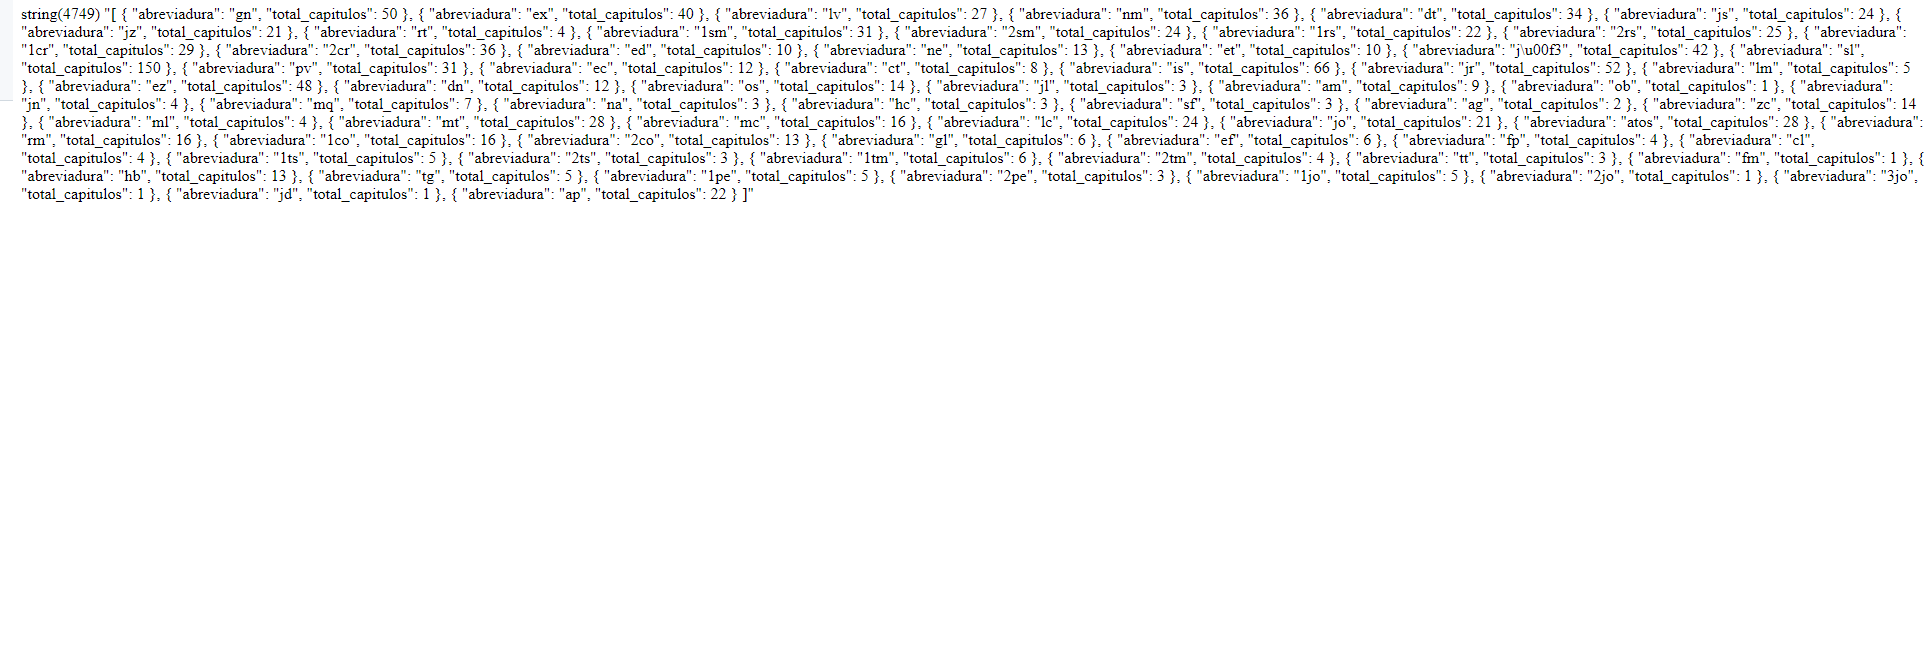 string(4749) "[ { "abreviadura": "gn", "total_capitulos": 50 }, { "abreviadura": "ex", "total_capitulos": 40 }, { "abreviadura": "lv", "total_capitulos": 27 }, { "abreviadura": "nm", "total_capitulos": 36 }, { "abreviadura": "dt", "total_capitulos": 34 }, { "abreviadura": "js", "total_capitulos": 24 }, {
"abreviadura": "jz", "total_capitulos": 21 }, { "abreviadura": "rt", "total_capitulos": 4 }, { "abreviadura": "1sm", "total_capitulos": 31 }, { "abreviadura": "2sm", "total_capitulos": 24 }, { "abreviadura": "1rs", "total_capitulos": 22 }, { "abreviadura": "2rs", "total_capitulos": 25 }, { "abreviadura":
"1cr", "total_capitulos": 29 }, { "abreviadura": "2cr", "total_capitulos": 36 }, { "abreviadura": "ed", "total_capitulos": 10 }, { "abreviadura": "ne", "total_capitulos": 13 }, { "abreviadura": "et", "total_capitulos": 10 }, { "abreviadura": "j\u00f3", "total_capitulos": 42 }, { "abreviadura": "sl",
"total_capitulos": 150 }, { "abreviadura": "pv", "total_capitulos": 31 }, { "abreviadura": "ec", "total_capitulos": 12 }, { "abreviadura": "ct", "total_capitulos": 8 }, { "abreviadura": "is", "total_capitulos": 66 }, { "abreviadura": "jr", "total_capitulos": 52 }, { "abreviadura": "lm", "total_capitulos": 5
}, { "abreviadura": "ez", "total_capitulos": 48 }, { "abreviadura": "dn", "total_capitulos": 12 }, { "abreviadura": "os", "total_capitulos": 14 }, { "abreviadura": "jl", "total_capitulos": 3 }, { "abreviadura": "am", "total_capitulos": 9 }, { "abreviadura": "ob", "total_capitulos": 1 }, { "abreviadura":
"jn", "total_capitulos": 4 }, { "abreviadura": "mq", "total_capitulos": 7 }, { "abreviadura": "na", "total_capitulos": 3 }, { "abreviadura": "hc", "total_capitulos": 3 }, { "abreviadura": "sf", "total_capitulos": 3 }, { "abreviadura": "ag", "total_capitulos": 2 }, { "abreviadura": "zc", "total_capitulos": 14
}, { "abreviadura": "ml", "total_capitulos": 4 }, { "abreviadura": "mt", "total_capitulos": 28 }, { "abreviadura": "mc", "total_capitulos": 16 }, { "abreviadura": "lc", "total_capitulos": 24 }, { "abreviadura": "jo", "total_capitulos": 21 }, { "abreviadura": "atos", "total_capitulos": 28 }, { "abreviadura":
"rm", "total_capitulos": 16 }, { "abreviadura": "1co", "total_capitulos": 16 }, { "abreviadura": "2co", "total_capitulos": 13 }, { "abreviadura": "gl", "total_capitulos": 6 }, { "abreviadura": "ef", "total_capitulos": 6 }, { "abreviadura": "fp", "total_capitulos": 4 }, { "abreviadura": "cl",
"total_capitulos": 4 }, { "abreviadura": "1ts", "total_capitulos": 5 }, { "abreviadura": "2ts", "total_capitulos": 3 }, { "abreviadura": "1tm", "total_capitulos": 6 }, { "abreviadura": "2tm", "total_capitulos": 4 }, { "abreviadura": "tt", "total_capitulos": 3 }, { "abreviadura": "fm", "total_capitulos": 1 }, {
"abreviadura": "hb", "total_capitulos": 13 }, { "abreviadura": "tg", "total_capitulos": 5 }, { "abreviadura": "1pe", "total_capitulos": 5 }, { "abreviadura": "2pe", "total_capitulos": 3 }, { "abreviadura": "1jo", "total_capitulos": 5 }, { "abreviadura": "2jo", "total_capitulos": 1 }, { "abreviadura": "3jo",
"total_capitulos": 1 }, { "abreviadura": "jd", "total_capitulos": 1 }, { "abreviadura": "ap", "total_capitulos": 22 } ]"